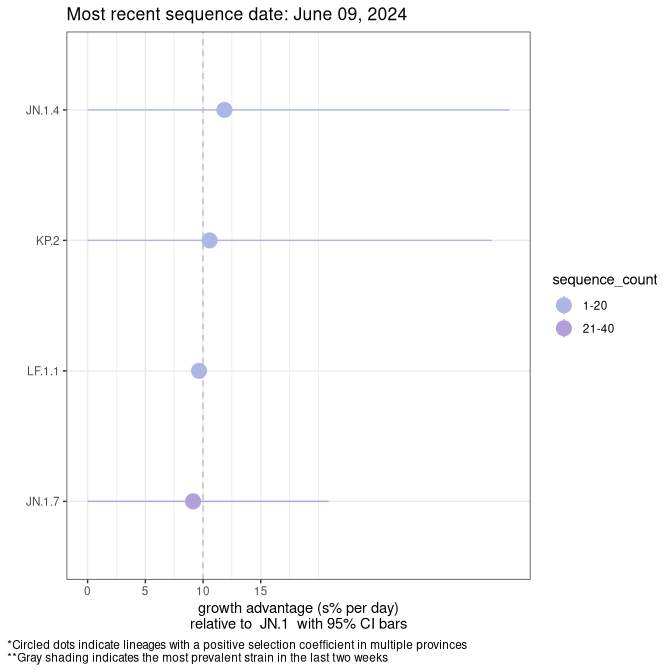 Most recent sequence date: June 09, 2024
JN.1.4
KP.2
LF.1.1
JN.1.7
sequence_count
1-20
21-40
0 5 10 15
growth advantage (s% per day)
relative to JN.1 with 95% CI bars
*Circled dots indicate lineages with a positive selection coefficient in multiple provinces
**Gray shading indicates the most prevalent strain in the last two weeks